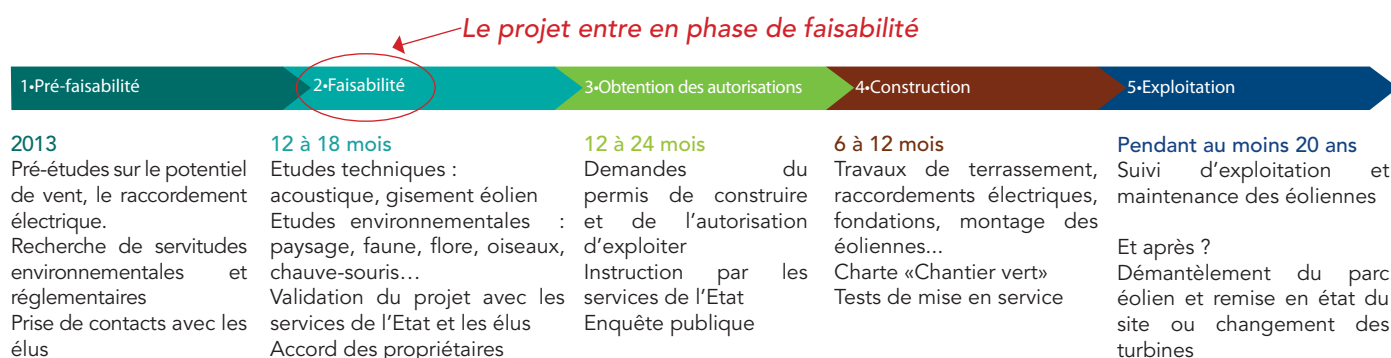 Le projet entre en phase de faisabilité
1•Pré-faisabilité
2•Faisabilité
3•Obtention des autorisations
4•Construction
5•Exploitation
2013
Pré-études sur le potentiel
de vent, le raccordement
électrique.
Recherche de servitudes
environnementales et
réglementaires
Prise de contacts avec les
élus
12 à 18 mois
Etudes techniques :
acoustique, gisement éolien
Etudes environnementales :
paysage, faune, flore, oiseaux,
chauve-souris…
Validation du projet avec les
services de l'Etat et les élus
Accord des propriétaires
12 à 24 mois
Demandes du
permis de construire
et de l'autorisation
d'exploiter
Instruction par les
services de l'Etat
Enquête publique
6 à 12 mois
Travaux de terrassement,
raccordements électriques,
fondations, montage des
éoliennes...
Charte «Chantier vert»
Tests de mise en service
Pendant au moins 20 ans
Suivi d'exploitation et
maintenance des éoliennes
Et après ?
Démantèlement du parc
éolien et remise en état du
site ou changement des
turbines